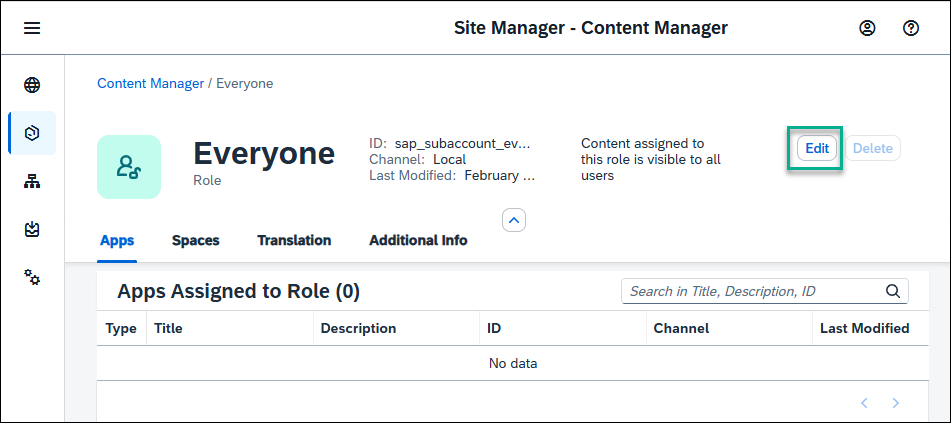 Site Manager - Content Manager
Content Manager / Everyone
Everyone
Role
ID: sap_subaccount_ev...
Channel: Local
Last Modified: February ...
Content assigned to
this role is visible to all
users
Edit
Delete
Apps Spaces Translation Additional Info
Apps Assigned to Role (0)
Search in Title, Description, ID
Type Title Description ID Channel Last Modified
No data